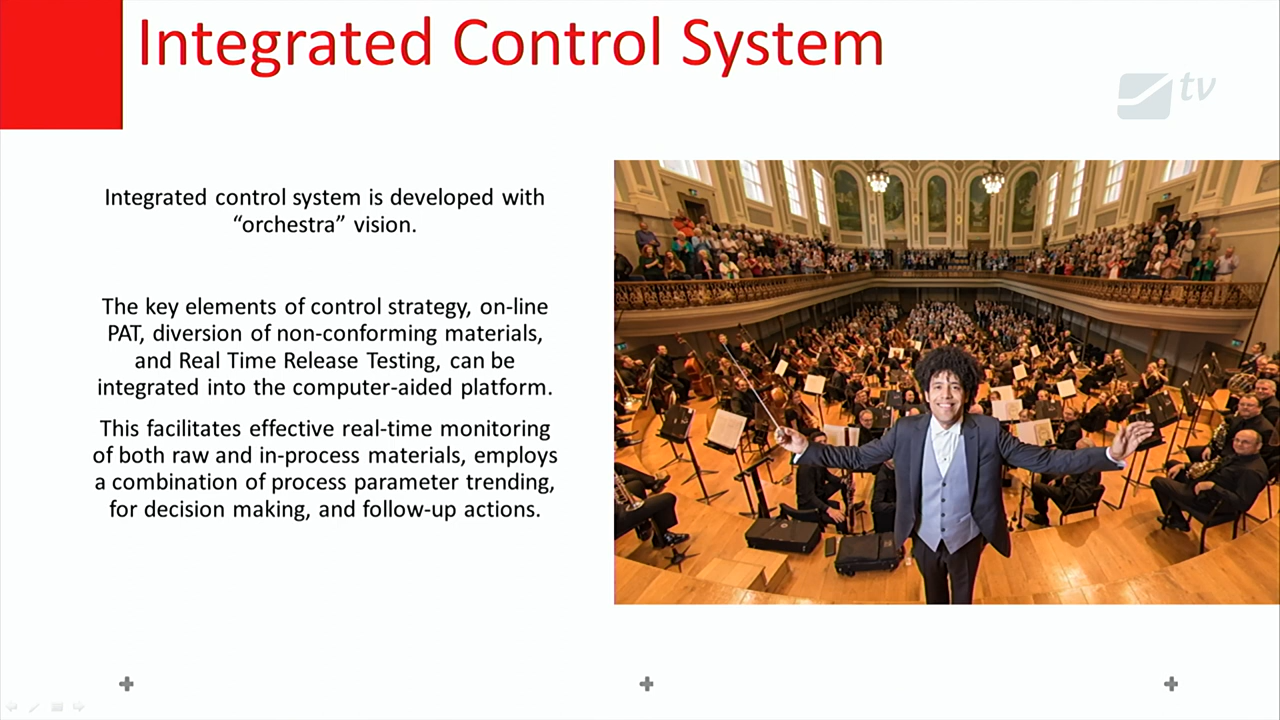 Integrated Control System
tv
Integrated control system is developed with
“orchestra” vision.
The key elements of control strategy, on-line
PAT, diversion of non-conforming materials,
and Real Time Release Testing, can be
integrated into the computer-aided platform.
This facilitates effective real-time monitoring
of both raw and in-process materials, employs
a combination of process parameter trending,
for decision making, and follow-up actions.